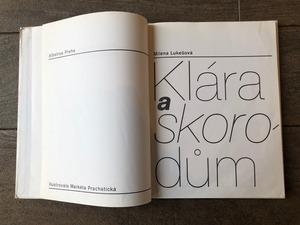 Albatros Praha
Ilustrovala Markéta Prachatická
Milena Lukešová
Klára
a
skoro-
dům